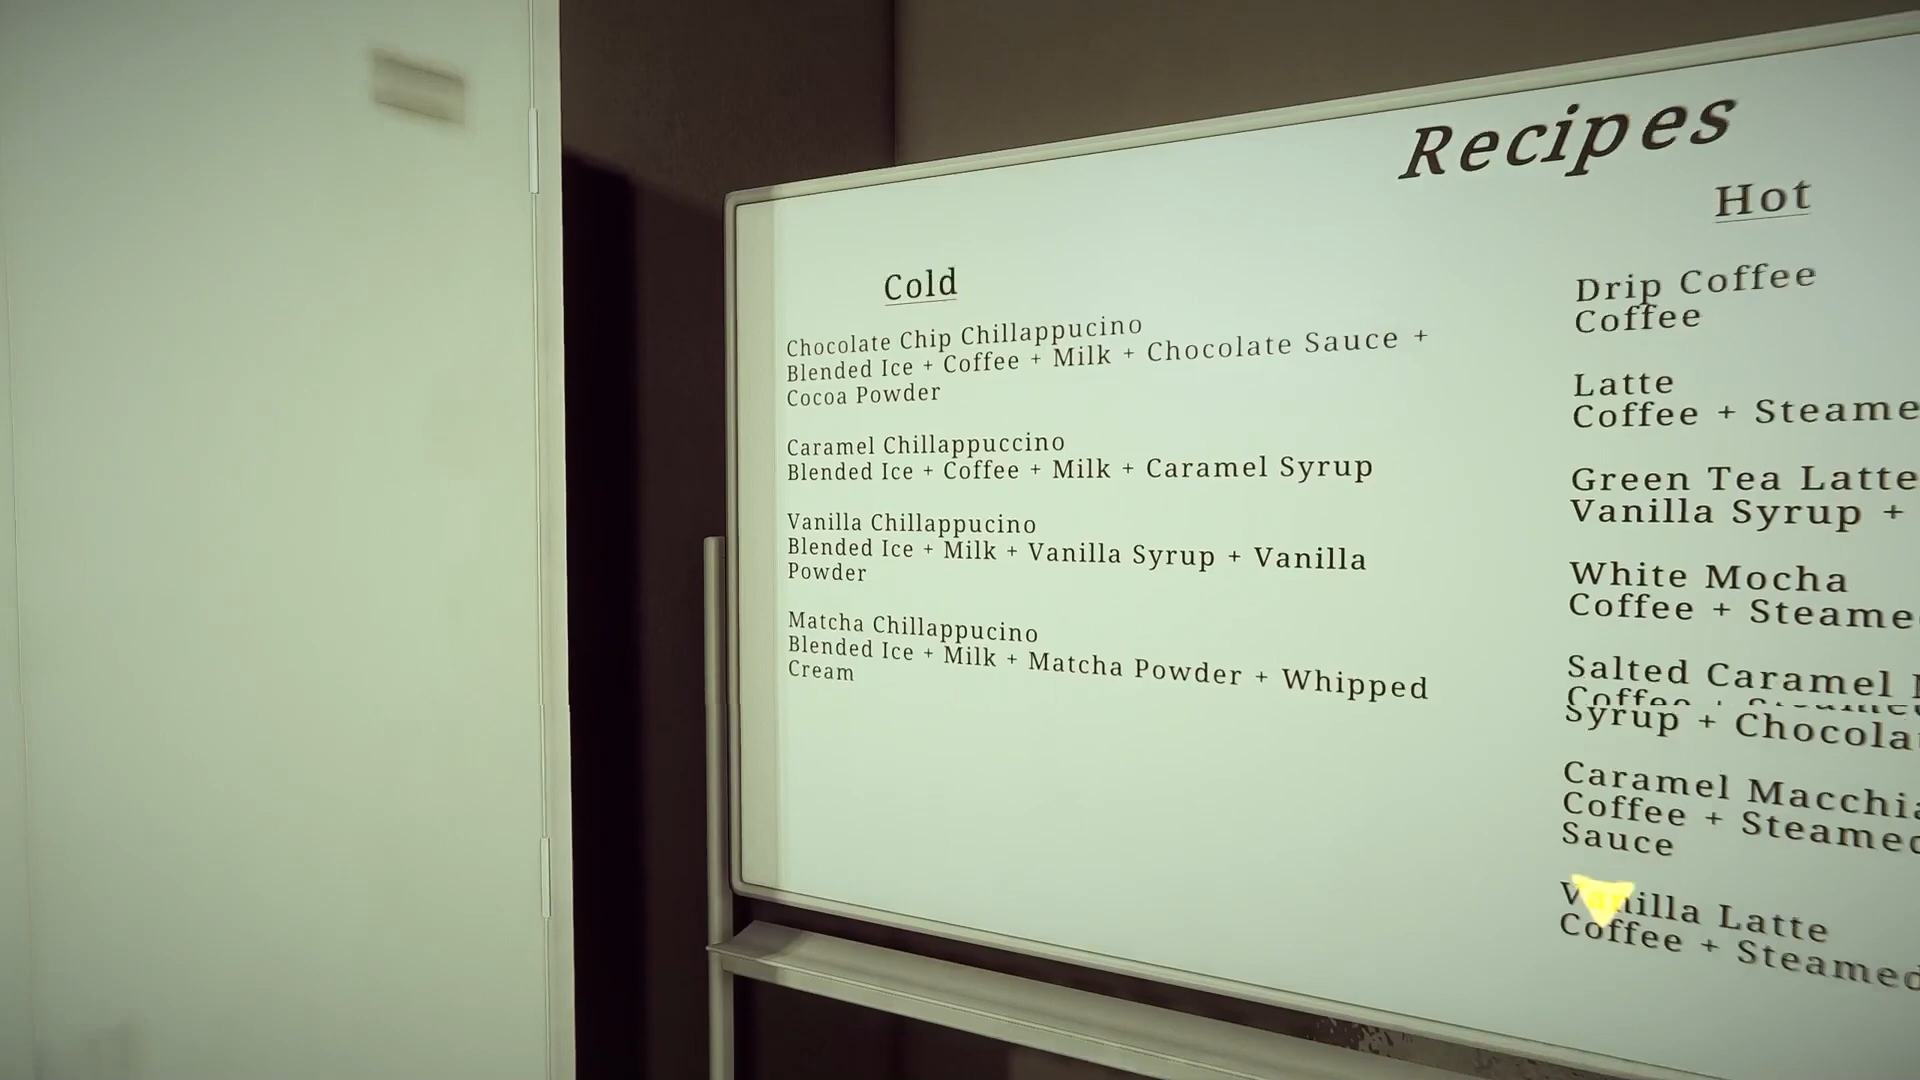 Recipes
Cold
Chocolate Chip Chillappucino
Blended Ice + Coffee + Milk + Chocolate Sauce +
Cocoa Powder
Caramel Chillappuccino
Blended Ice + Coffee + Milk + Caramel Syrup
Vanilla Chillappucino
Blended Ice + Milk + Vanilla Syrup + Vanilla
Powder
Matcha Chillappucino
Blended Ice + Milk + Matcha Powder + Whipped
Cream
Hot
Drip Coffee
Coffee
Latte
Coffee + Steame
Green Tea Latte
Vanilla Syrup +
White Mocha
Coffee + Steame
Salted Caramel
Coffee +
Syrup + Chocola
Caramel Macchia
Coffee + Steamed
Sauce
Vanilla Latte
Coffee + Steamed